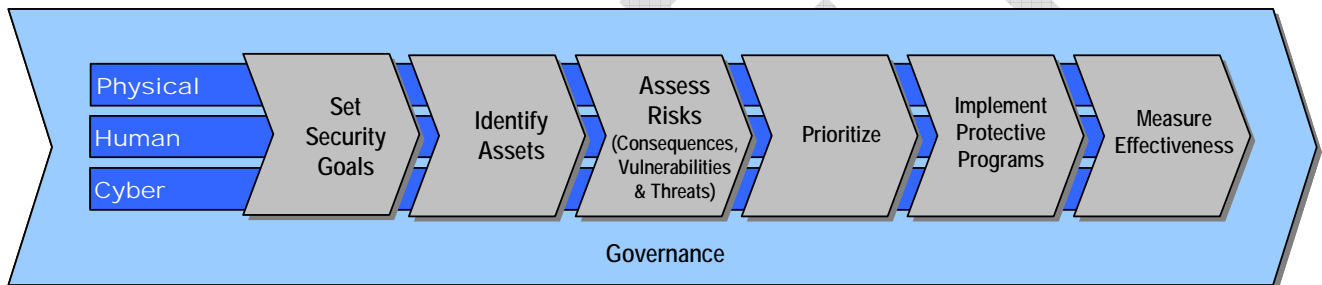 Physical
Human
Cyber
Set
Security
Goals
Identify
Assets
Assess
Risks
(Consequences,
Vulnerabilities
& Threats)
Prioritize
Implement
Protective
Programs
Measure
Effectiveness
Governance